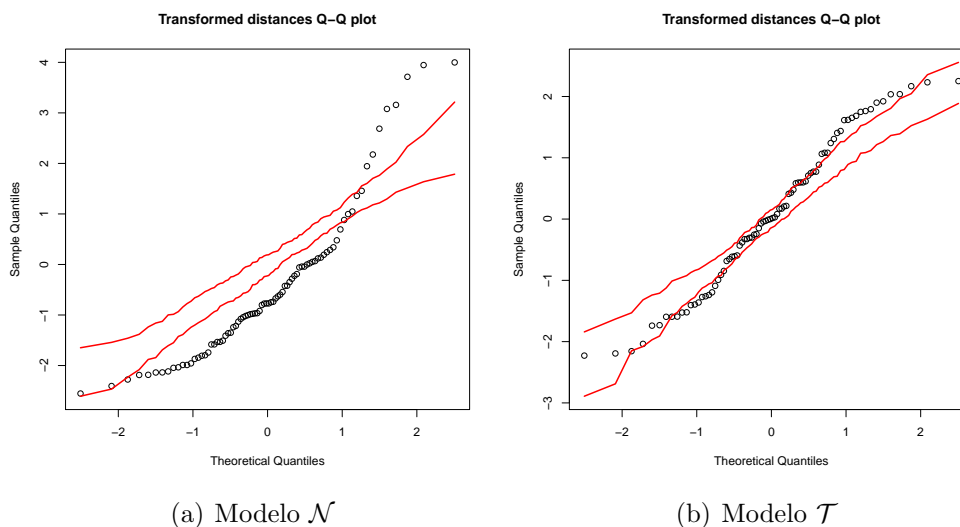 Transformed distances Q−Q plot
Sample Quantiles
4
3
2
1
0
−1
−2
−2 −1 0 1 2
Theoretical Quantiles
(a) Modelo 𝒩
Transformed distances Q−Q plot
Sample Quantiles
2
1
0
−1
−2
−3
−2 −1 0 1 2
Theoretical Quantiles
(b) Modelo 𝒯